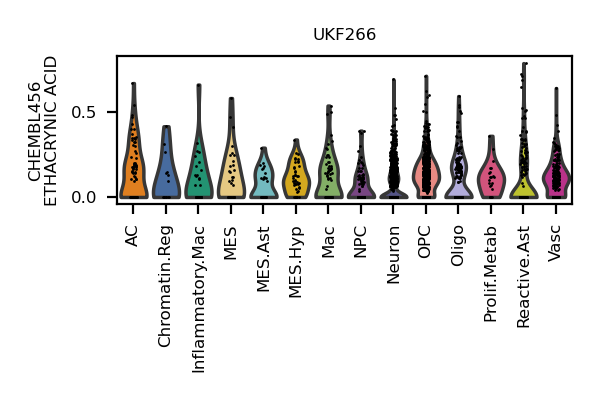 UKF266
CHEMBL456
ETHACRYNIC ACID
0.5
0.0
AC
Chromatin.Reg
Inflammatory.Mac
MES
MES.Ast
MES.Hyp
Mac
NPC
Neuron
OPC
Oligo
Prolif.Metab
Reactive.Ast
Vasc